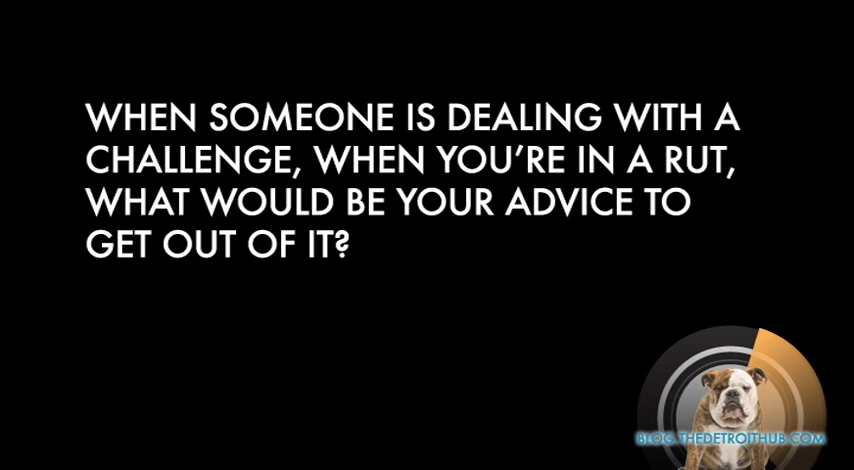 WHEN SOMEONE IS DEALING WITH A
CHALLENGE, WHEN YOU’RE IN A RUT,
WHAT WOULD BE YOUR ADVICE TO
GET OUT OF IT?
BLOG.THEDETROITHUB.COM